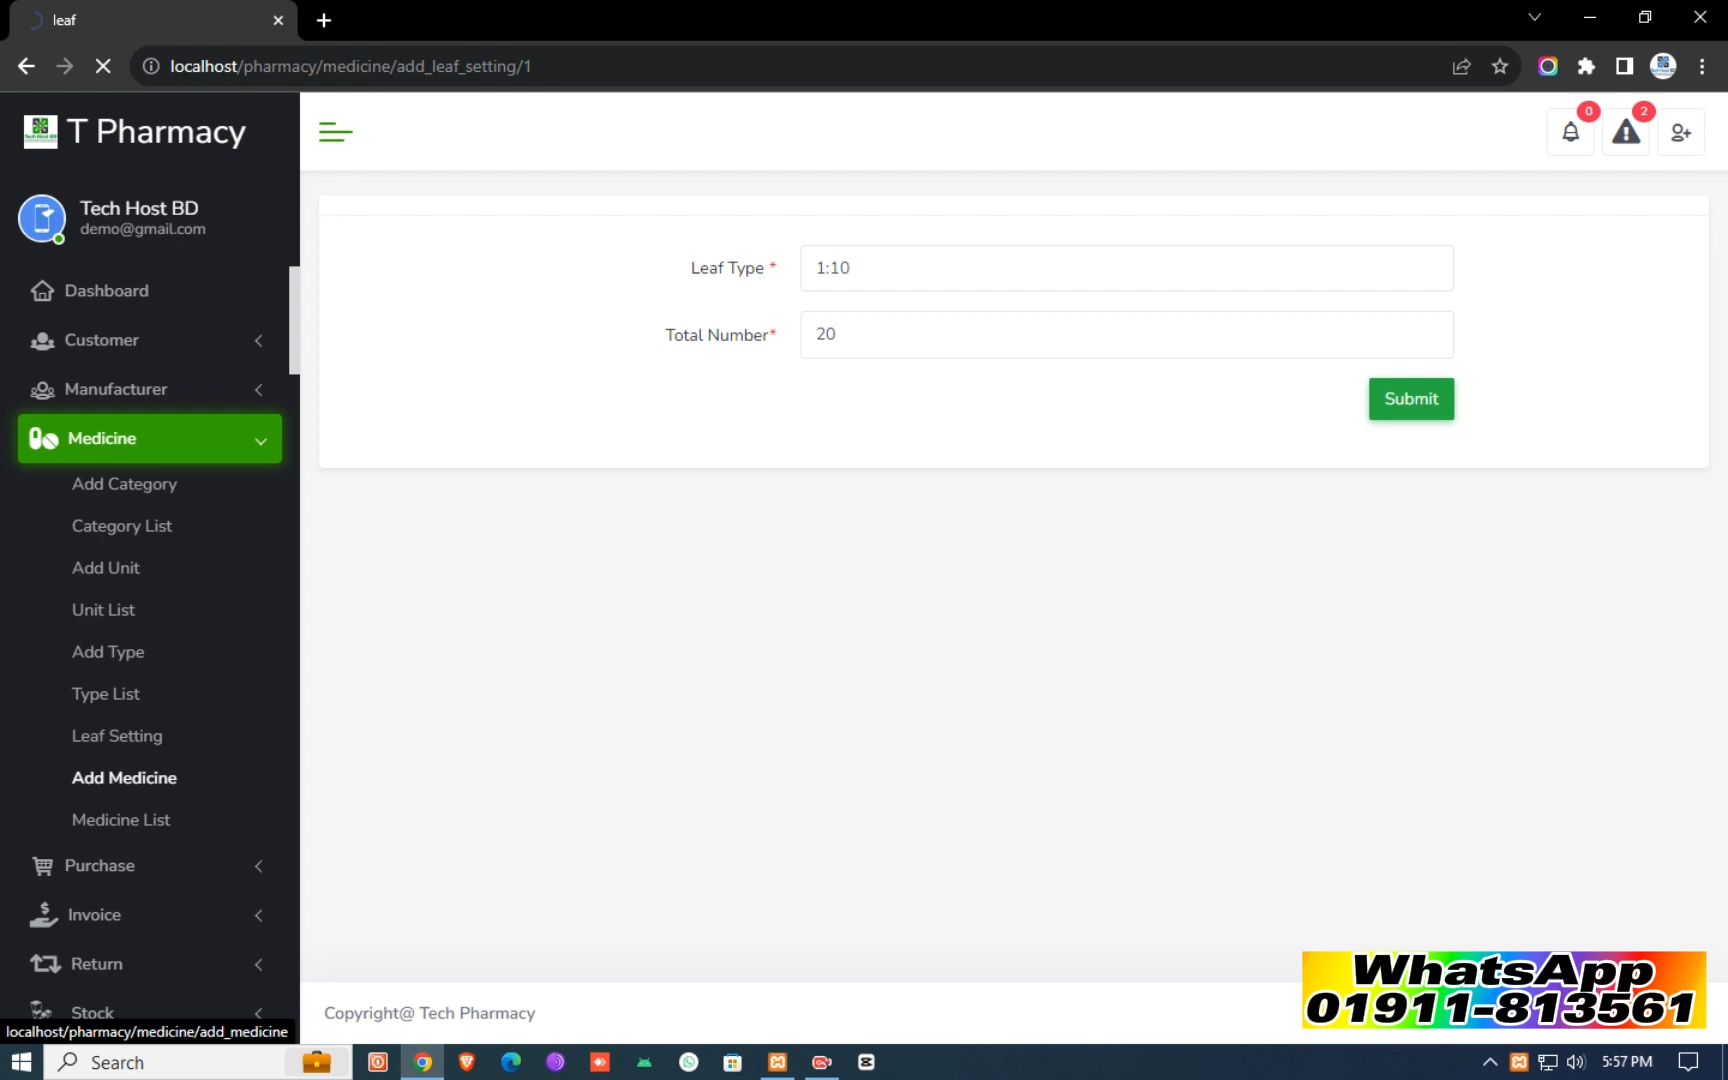 leaf
localhost/pharmacy/medicine/add_leaf_setting/1
T Pharmacy
0
2
Tech Host BD
demo@gmail.com
Dashboard
Customer
Manufacturer
Medicine
Add Category
Category List
Add Unit
Unit List
Add Type
Type List
Leaf Setting
Add Medicine
Medicine List
Purchase
Invoice
Return
Stock
Leaf Type *
1:10
Total Number*
20
Submit
Copyright@ Tech Pharmacy
WhatsApp
01911-813561
localhost/pharmacy/medicine/add_medicine
Search
5:57 PM